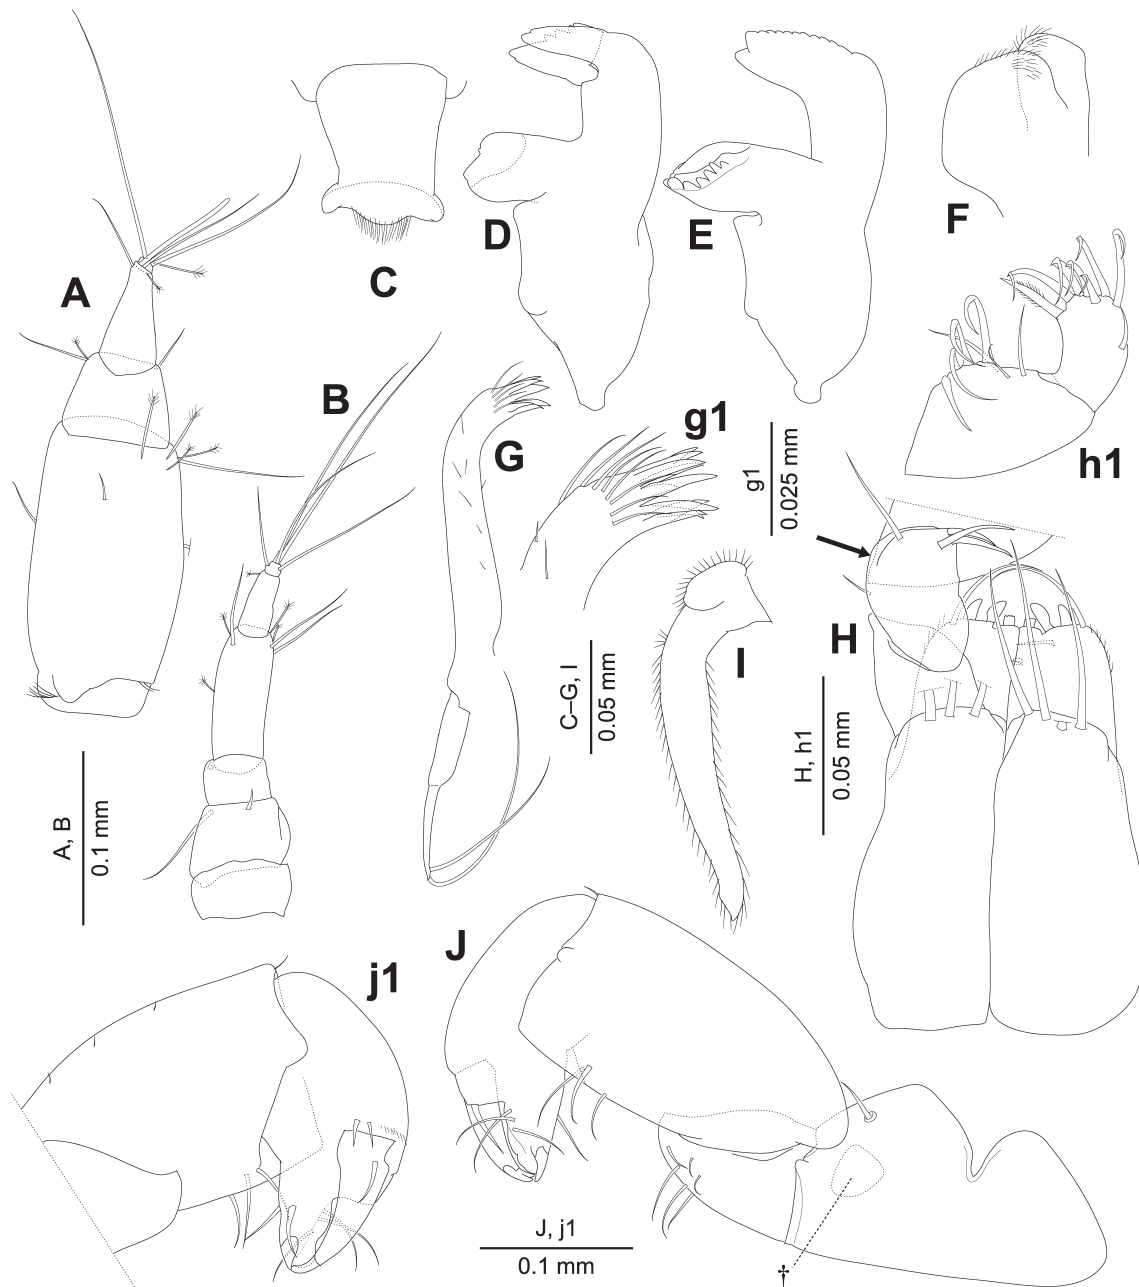 A
B
C
D
E
F
G
g1
h1
g1
0.025 mm
H
I
C–G, I
0.05 mm
H, h1
0.05 mm
A, B
0.1 mm
J
j1
J, j1
0.1 mm
†